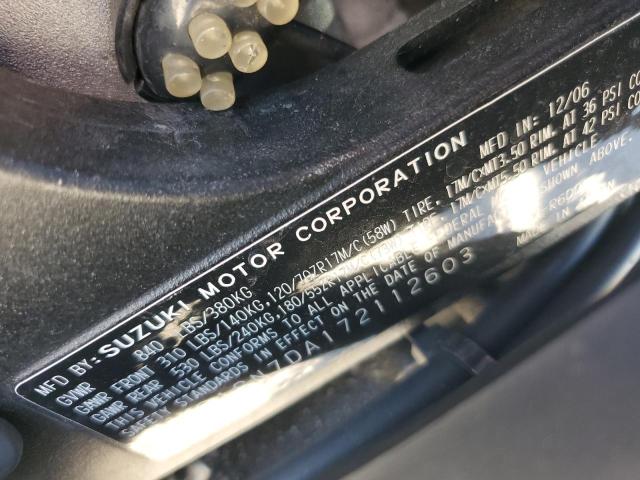 MFD BY: SUZUKI MOTOR CORPORATION MFD IN: 12/06
GVWR 840 LBS/380KG
GAWR FRONT 310 LBS/140KG,120/70ZR17M/C(58W) TIRE, 17M/CXMT3.50 RIM. AT 36 PSI CO
GAWR REAR 530 LBS/240KG,180/55ZR17M/C(73W) TIRE, 17M/CXMT5.50 RIM. AT 42 PSI CO
THIS VEHICLE CONFORMS TO ALL APPLICABLE FEDERAL MOTOR VEHICLE
SAFETY STANDARDS ON THE DATE OF MANUFACTURE SHOWN ABOVE.
7DA172112603